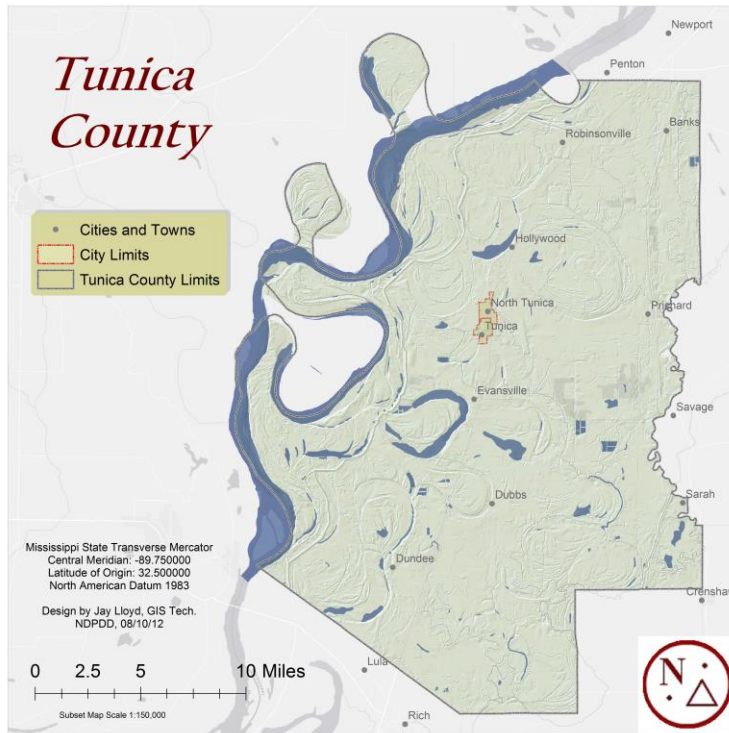 Newport
Tunica
County
Penton
Robinsonville
Banks
Cities and Towns
City Limits
Tunica County Limits
Hollywood
North Tunica
Prichard
Tunica
Evansville
Savage
Dubbs
Sarah
Mississippi State Transverse Mercator
Central Meridian: -89.750000
Latitude of Origin: 32.500000
North American Datum 1983
Dundee
Crenshaw
Design by Jay Lloyd, GIS Tech.
NDPDD, 08/10/12
Lula
0 2.5 5 10 Miles
Subset Map Scale 1:150,000
Rich
N